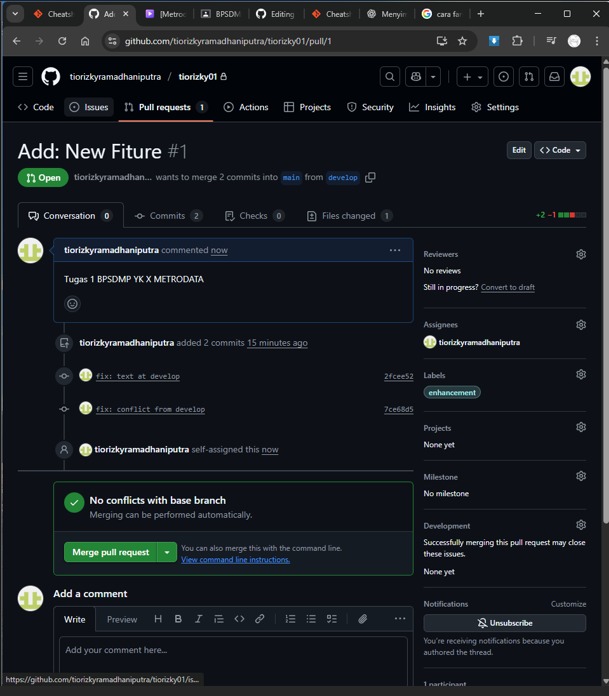 Cheatsh
Add
[Metro
BPSDM
Editing
Cheatsh
Menyin
cara far
github.com/tiorizkyramadhaniputra/tiorizky01/pull/1
tiorizkyramadhaniputra / tiorizky01
Code
Issues
Pull requests 1
Actions
Projects
Security
Insights
Settings
Add: New Fiture #1
Edit
Code
Open
tiorizkyramadhan... wants to merge 2 commits into main from develop
Conversation 0
Commits 2
Checks 0
Files changed 1
+2 −1
tiorizkyramadhaniputra commented now
Tugas 1 BPSDMP YK X METRODATA
tiorizkyramadhaniputra added 2 commits 15 minutes ago
fix: text at develop 2fcee52
fix: conflict from develop 7ce68d5
tiorizkyramadhaniputra self-assigned this now
No conflicts with base branch
Merging can be performed automatically.
Merge pull request
You can also merge this with the command line.
View command line instructions.
Add a comment
Write
Preview
H B I
Add your comment here...
Reviewers
No reviews
Still in progress? Convert to draft
Assignees
tiorizkyramadhaniputra
Labels
enhancement
Projects
None yet
Milestone
No milestone
Development
Successfully merging this pull request may close
these issues.
None yet
Notifications
Customize
Unsubscribe
You're receiving notifications because you
authored the thread.
1 participant
https://github.com/tiorizkyramadhaniputra/tiorizky01/is...